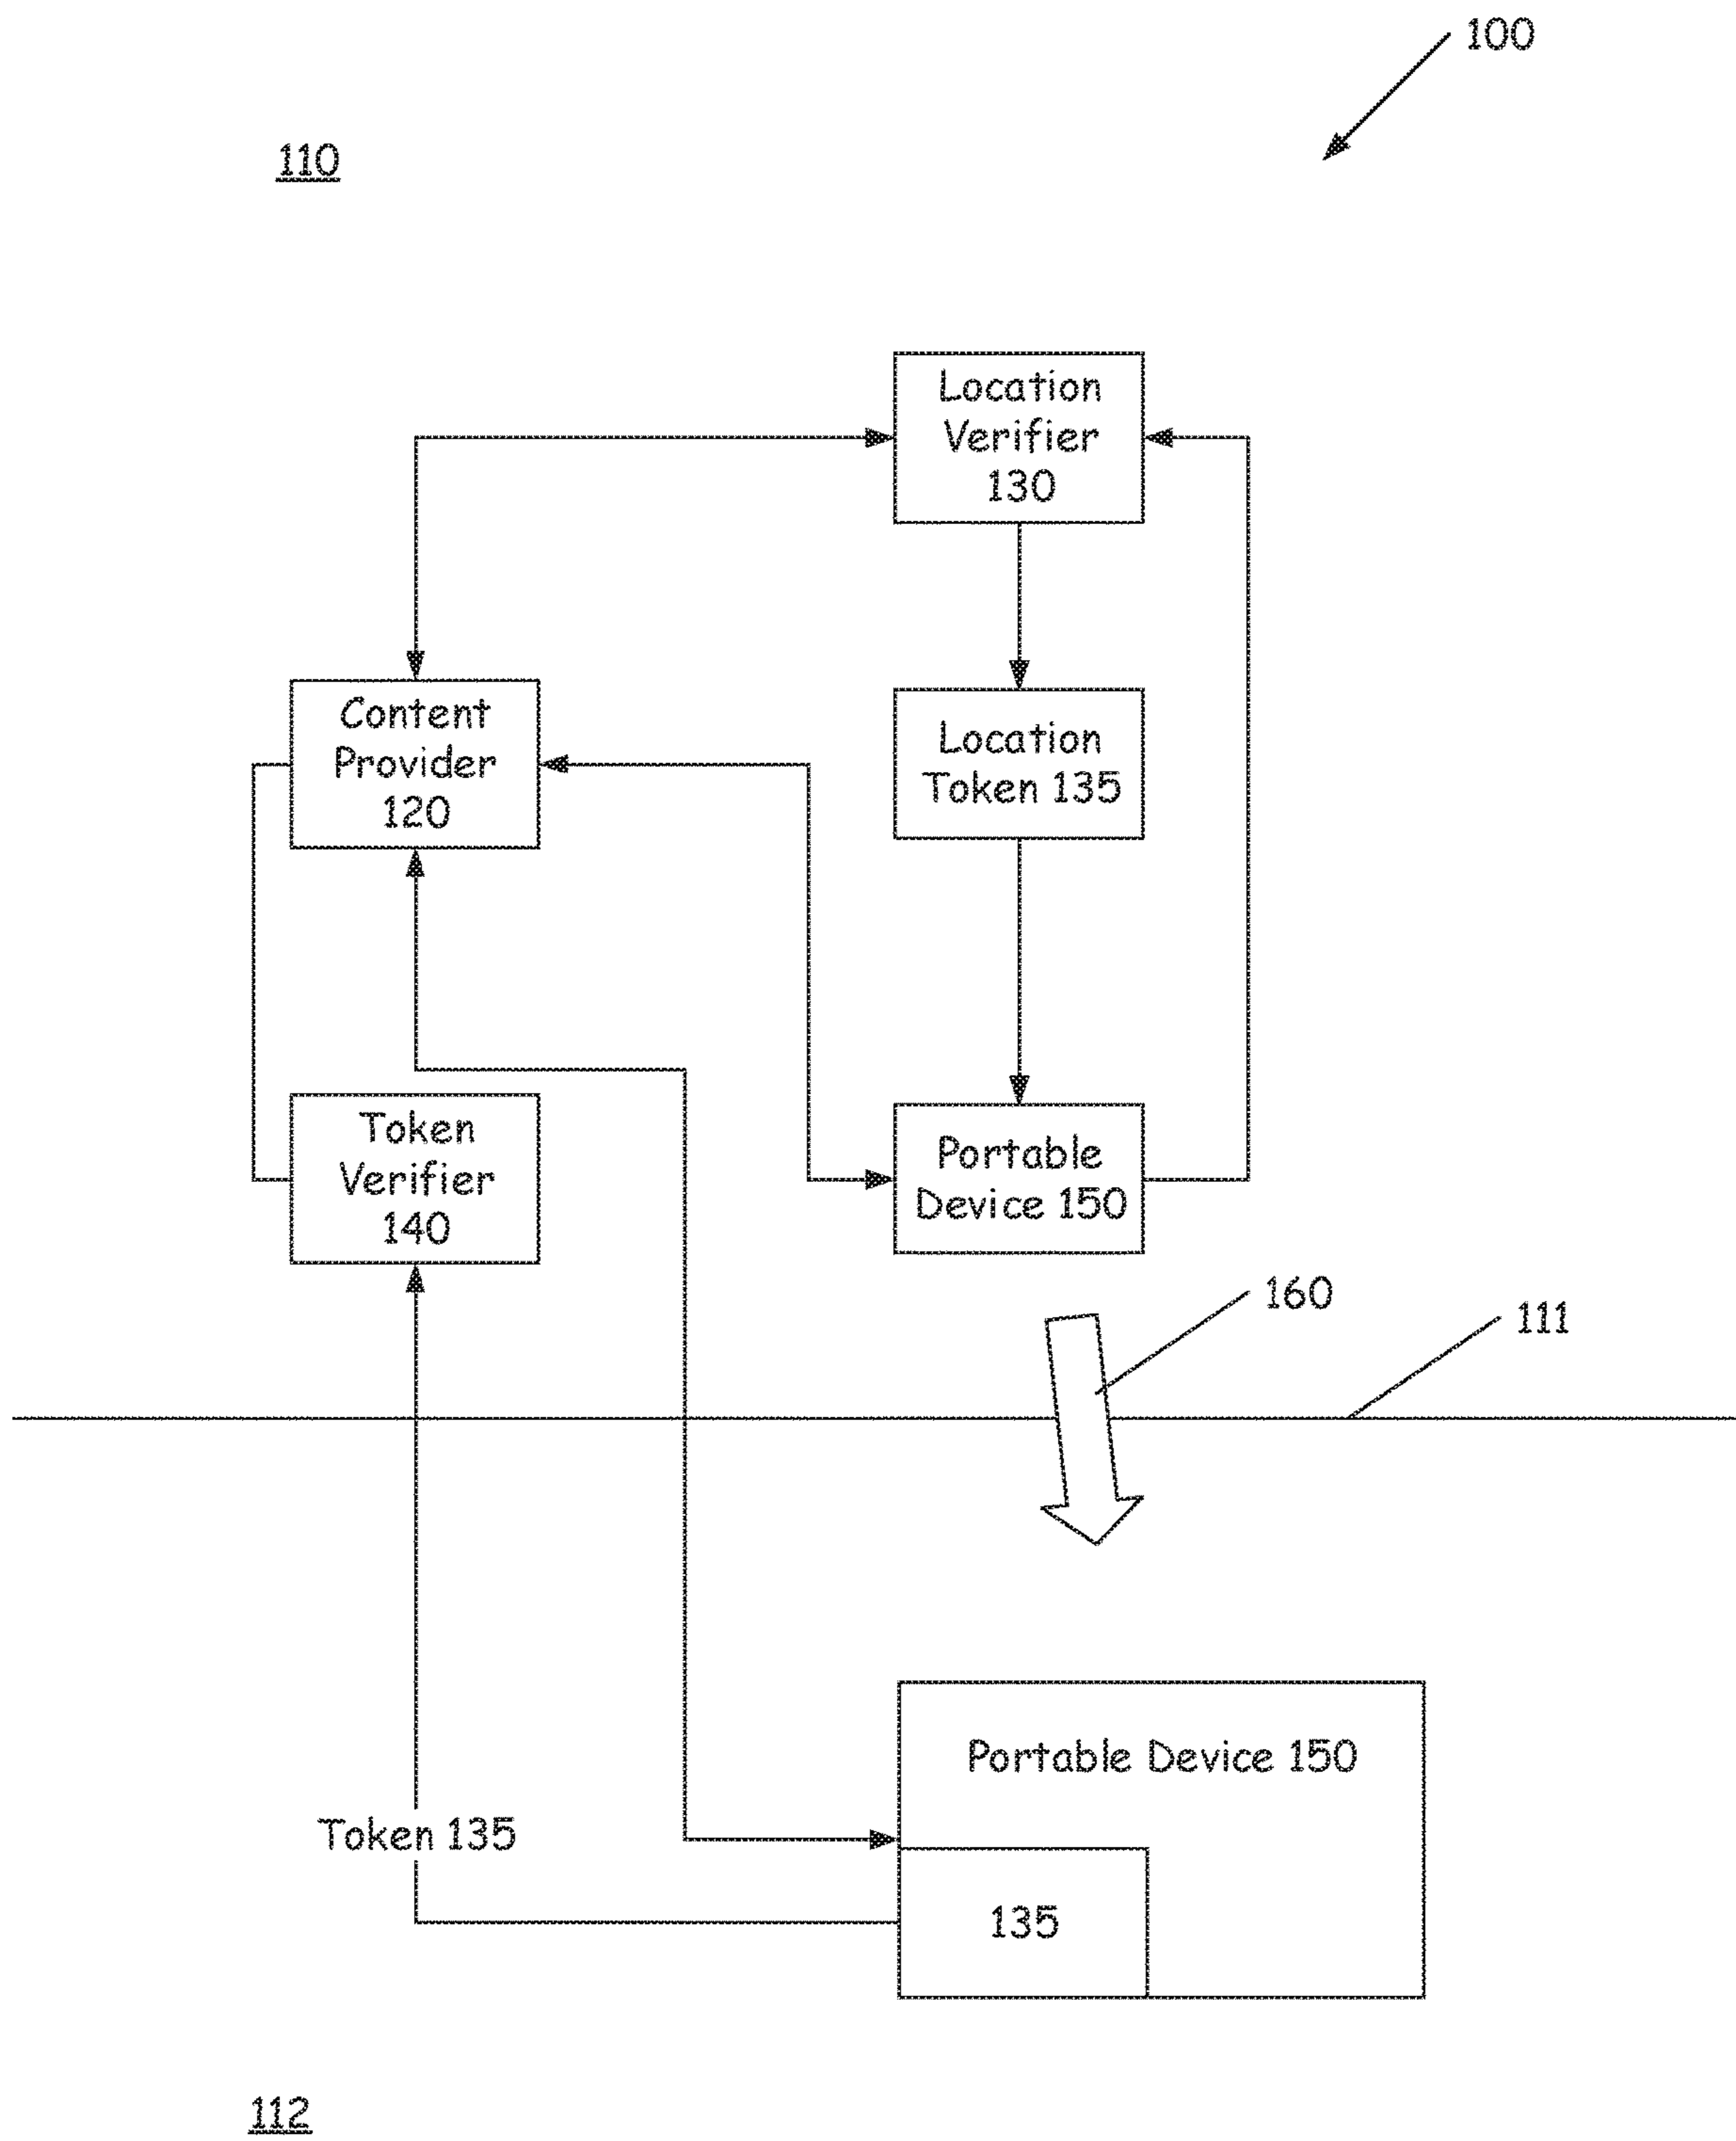 100
110
Location
Verifier
130
Content
Provider
120
Location
Token 135
Token
Verifier
140
Portable
Device 150
160
111
Portable Device 150
Token 135
135
112